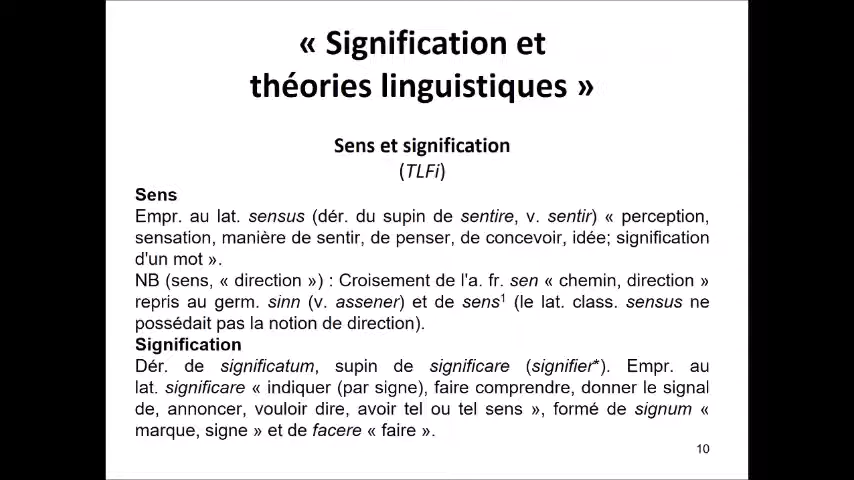 « Signification et
théories linguistiques »
Sens et signification
(TLFi)
Sens
Empr. au lat. sensus (dér. du supin de sentire, v. sentir) « perception,
sensation, manière de sentir, de penser, de concevoir, idée; signification
d'un mot ».
NB (sens, « direction ») : Croisement de l'a. fr. sen « chemin, direction »
repris au germ. sinn (v. assener) et de sens¹ (le lat. class. sensus ne
possédait pas la notion de direction).
Signification
Dér. de significatum, supin de significare (signifier*). Empr. au
lat. significare « indiquer (par signe), faire comprendre, donner le signal
de, annoncer, vouloir dire, avoir tel ou tel sens », formé de signum «
marque, signe » et de facere « faire ».
10